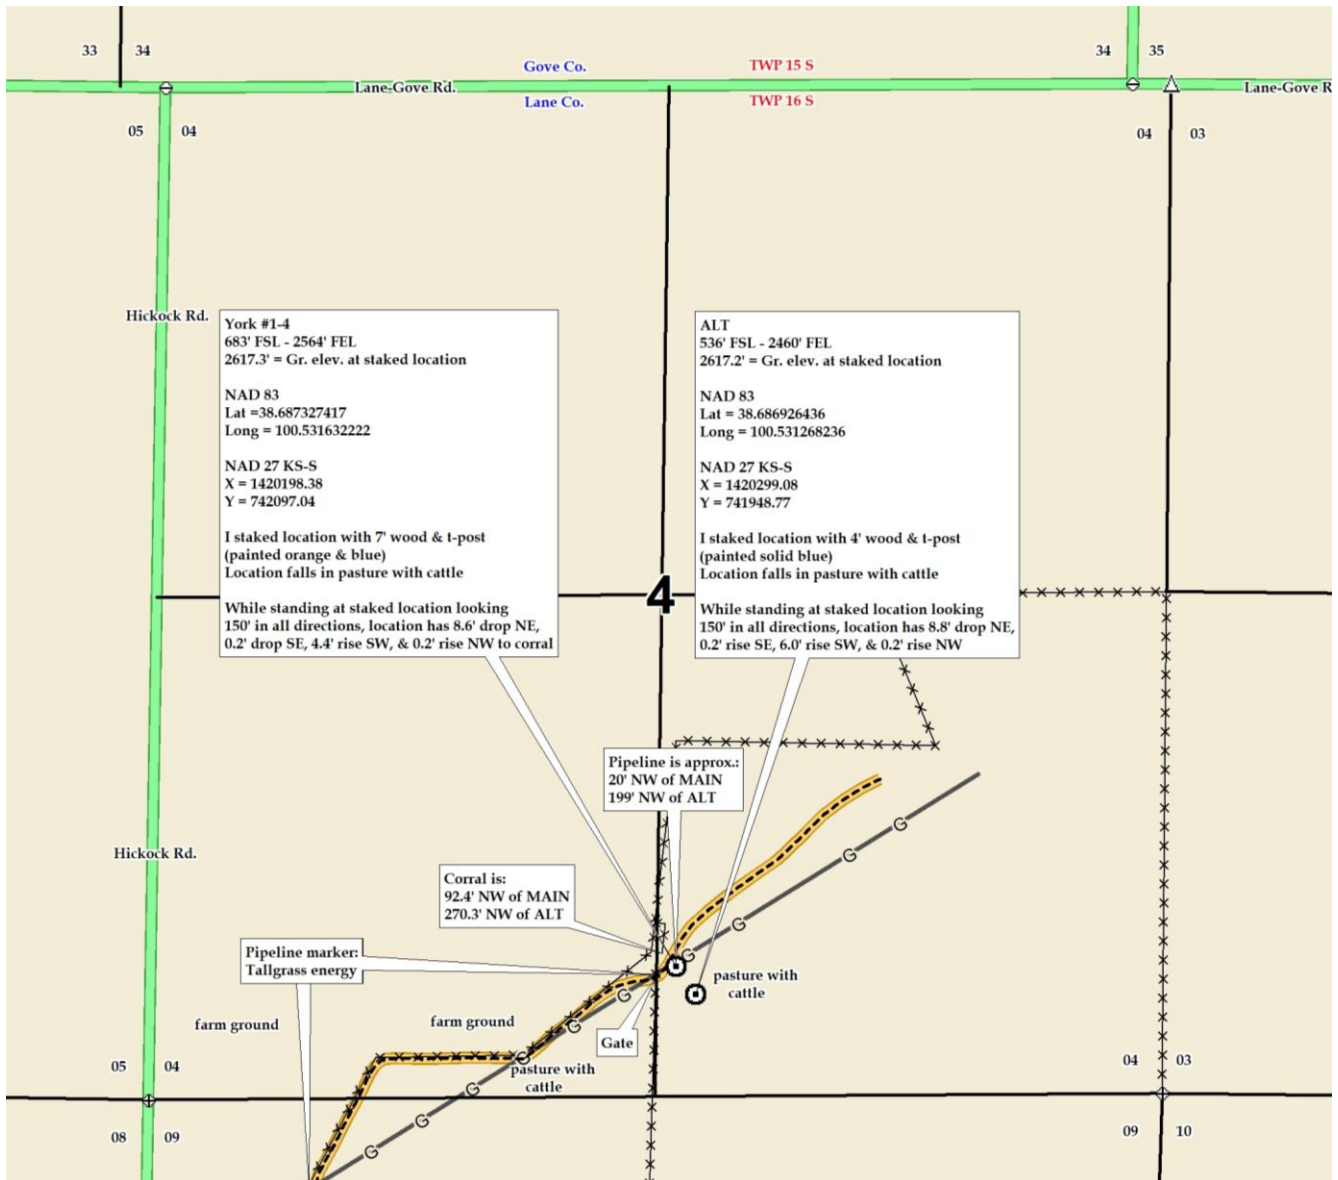 33 34
34 35
Gove Co.
TWP 15 S
Lane-Gove Rd.
Lane-Gove R
Lane Co.
TWP 16 S
05 04
04 03
Hickock Rd.
York #1-4
683' FSL - 2564' FEL
2617.3' = Gr. elev. at staked location
NAD 83
Lat =38.687327417
Long = 100.531632222
NAD 27 KS-S
X = 1420198.38
Y = 742097.04
I staked location with 7' wood & t-post
(painted orange & blue)
Location falls in pasture with cattle
While standing at staked location looking
150' in all directions, location has 8.6' drop NE,
0.2' drop SE, 4.4' rise SW, & 0.2' rise NW to corral
ALT
536' FSL - 2460' FEL
2617.2' = Gr. elev. at staked location
NAD 83
Lat = 38.686926436
Long = 100.531268236
NAD 27 KS-S
X = 1420299.08
Y = 741948.77
I staked location with 4' wood & t-post
(painted solid blue)
Location falls in pasture with cattle
While standing at staked location looking
150' in all directions, location has 8.8' drop NE,
0.2' rise SE, 6.0' rise SW, & 0.2' rise NW
4
Pipeline is approx.:
20' NW of MAIN
199' NW of ALT
Hickock Rd.
Corral is:
92.4' NW of MAIN
270.3' NW of ALT
Pipeline marker:
Tallgrass energy
pasture with
cattle
farm ground
farm ground
Gate
pasture with
cattle
G
G
G
G
G
G
G
G
G
G
05 04
04 03
08 09
09 10